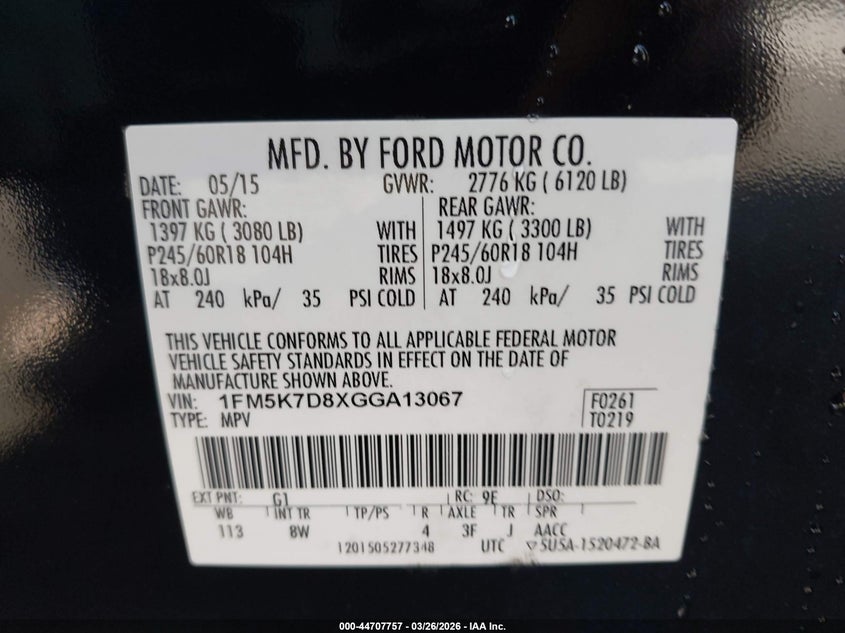 MFD. BY FORD MOTOR CO.
DATE: 05/15 GVWR: 2776 KG ( 6120 LB)
FRONT GAWR: REAR GAWR:
1397 KG ( 3080 LB) WITH 1497 KG ( 3300 LB) WITH
P245/60R18 104H TIRES P245/60R18 104H TIRES
18x8.0J RIMS 18x8.0J RIMS
AT 240 kPa/ 35 PSI COLD AT 240 kPa/ 35 PSI COLD
THIS VEHICLE CONFORMS TO ALL APPLICABLE FEDERAL MOTOR
VEHICLE SAFETY STANDARDS IN EFFECT ON THE DATE OF
MANUFACTURE SHOWN ABOVE.
VIN: 1FM5K7D8XGGA13067 F0261
TYPE: MPV T0219
EXT PNT: G1 RC: 9E DSO:
WB INT TR TP/PS R AXLE TR SPR
113 8W 4 3F J AACC
1201505277348 UTC ▽5U5A-1520472-BA
000-44707757 - 03/26/2026 - IAA Inc.